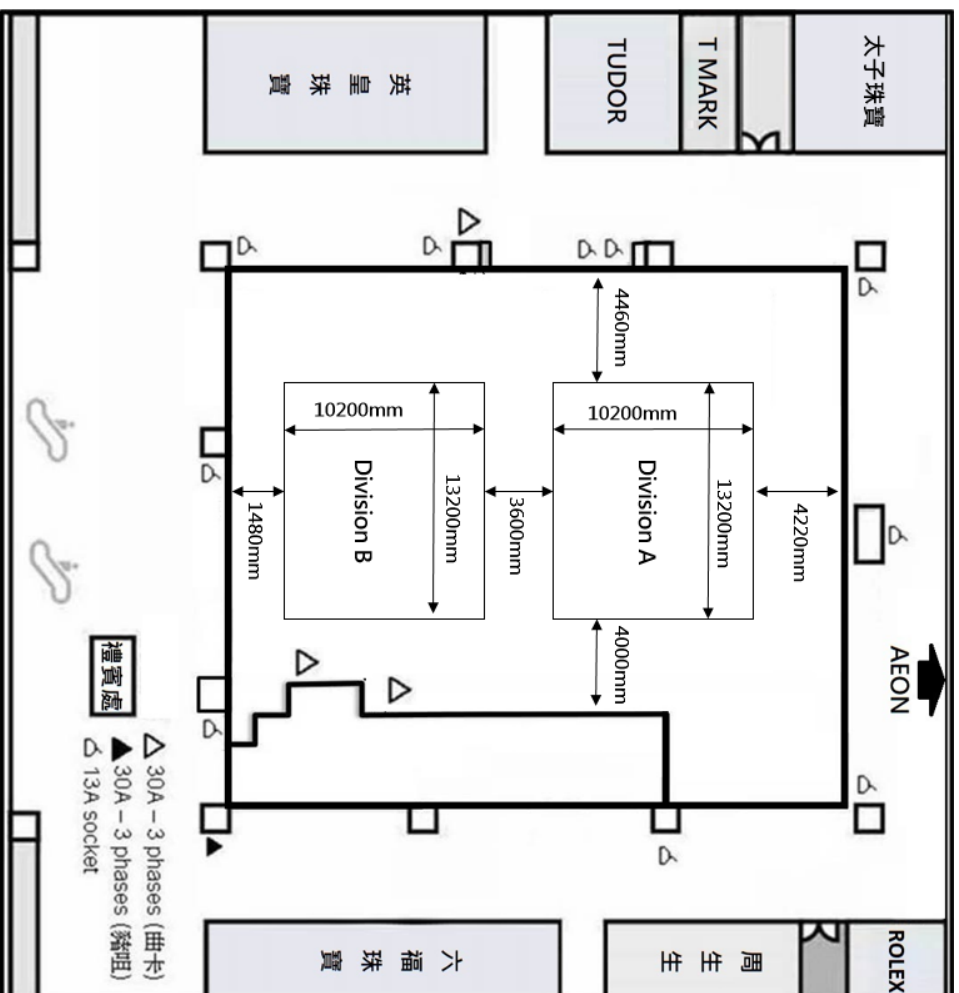 英皇珠寶
TUDOR
T MARK
太子珠寶
4460mm
10200mm
10200mm
Division B
13200mm
Division A
13200mm
1480mm
3600mm
4220mm
4000mm
AEON
禮賓處
30A – 3 phases (曲卡)
30A – 3 phases (豬咀)
13A socket
六福珠寶
周生生
ROLEX